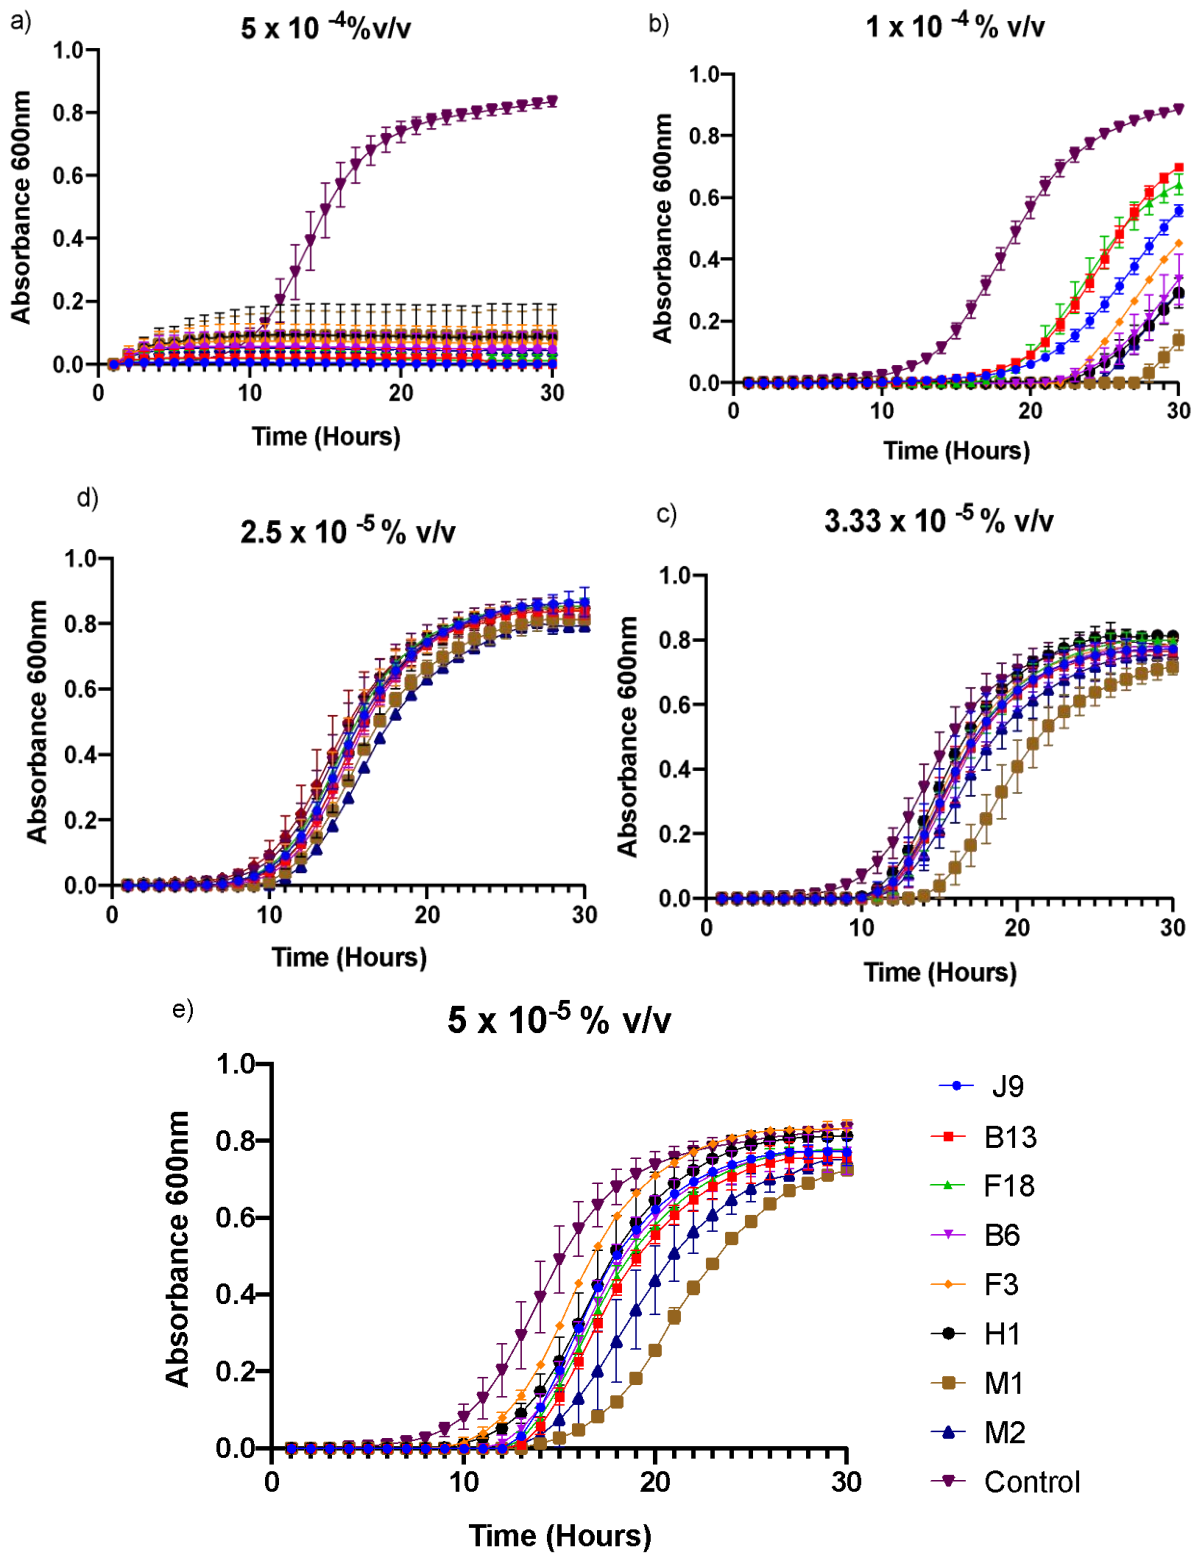 a)
5 x 10 -4%v/v
1.0
0.8
0.6
0.4
0.2
0.0
0
10
20
30
Absorbance 600nm
Time (Hours)
b)
1 x 10 -4 % v/v
1.0
0.8
0.6
0.4
0.2
0.0
0
10
20
30
Absorbance 600nm
Time (Hours)
d)
2.5 x 10 -5 % v/v
1.0
0.8
0.6
0.4
0.2
0.0
0
10
20
30
Absorbance 600nm
Time (Hours)
c)
3.33 x 10 -5 % v/v
1.0
0.8
0.6
0.4
0.2
0.0
0
10
20
30
Absorbance 600nm
Time (Hours)
e)
5 x 10-5 % v/v
1.0
0.8
0.6
0.4
0.2
0.0
0
10
20
30
Absorbance 600nm
Time (Hours)
J9
B13
F18
B6
F3
H1
M1
M2
Control